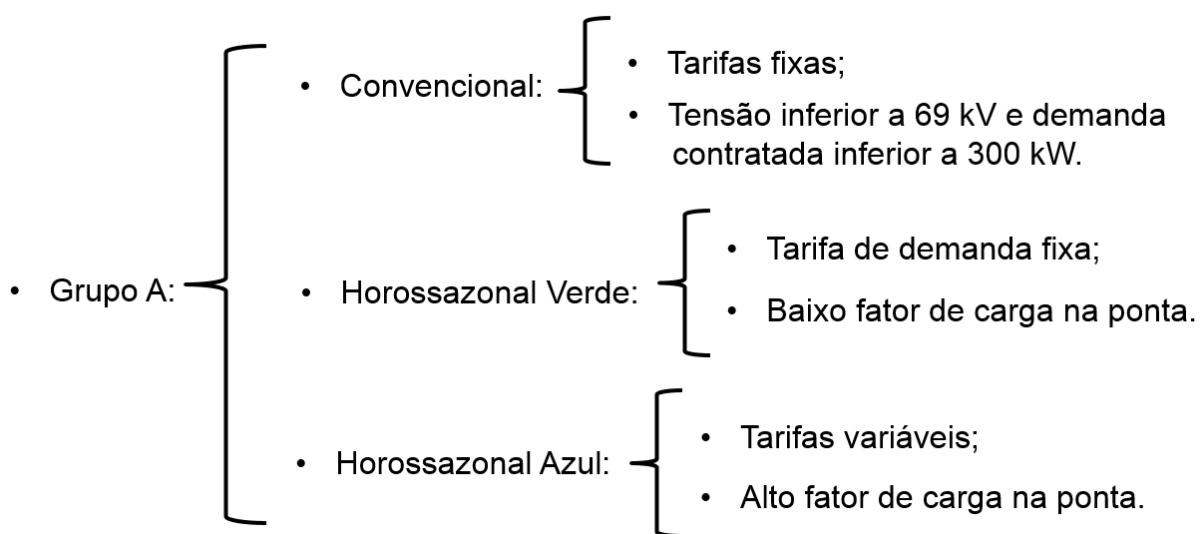 • Grupo A:
• Convencional:
• Tarifas fixas;
• Tensão inferior a 69 kV e demanda
contratada inferior a 300 kW.
• Horossazonal Verde:
• Tarifa de demanda fixa;
• Baixo fator de carga na ponta.
• Horossazonal Azul:
• Tarifas variáveis;
• Alto fator de carga na ponta.